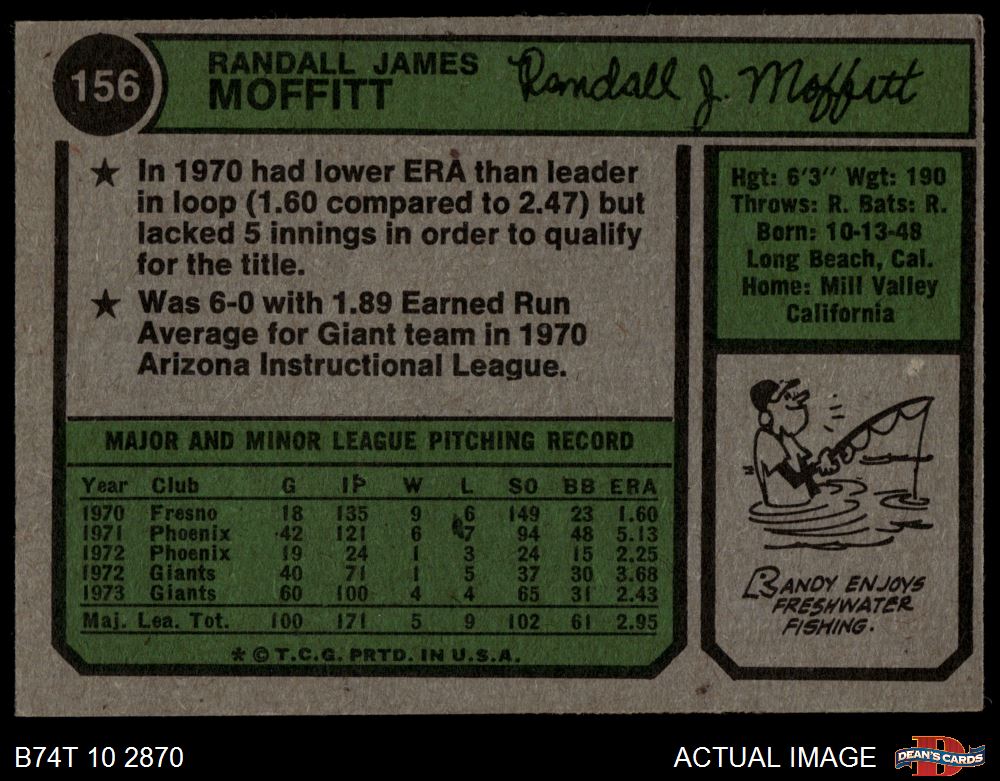 156
RANDALL JAMES
MOFFITT
Randall J. Moffitt
★ In 1970 had lower ERA than leader
in loop (1.60 compared to 2.47) but
lacked 5 innings in order to qualify
for the title.
★ Was 6-0 with 1.89 Earned Run
Average for Giant team in 1970
Arizona Instructional League.
Hgt: 6'3" Wgt: 190
Throws: R. Bats: R.
Born: 10-13-48
Long Beach, Cal.
Home: Mill Valley
California
MAJOR AND MINOR LEAGUE PITCHING RECORD
Year Club G IP W L SO BB ERA
1970 Fresno 18 135 9 6 149 23 1.60
1971 Phoenix 42 121 6 7 94 48 5.13
1972 Phoenix 19 24 1 3 24 15 2.25
1972 Giants 40 71 1 5 37 30 3.68
1973 Giants 60 100 4 4 65 31 2.43
Maj. Lea. Tot. 100 171 5 9 102 61 2.95
* © T.C.G. PRTD. IN U.S.A.
RANDY ENJOYS
FRESHWATER
FISHING.
B74T 10 2870
ACTUAL IMAGE
D
DEAN'S CARDS